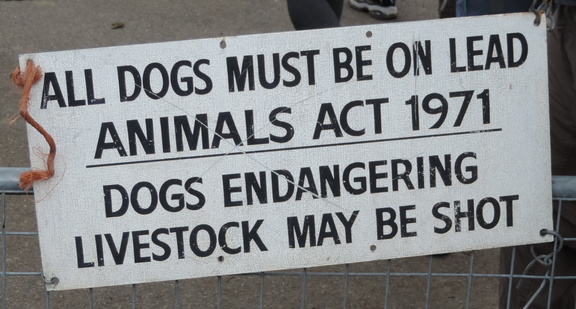 ALL DOGS MUST BE ON LEAD
ANIMALS ACT 1971
DOGS ENDANGERING
LIVESTOCK MAY BE SHOT